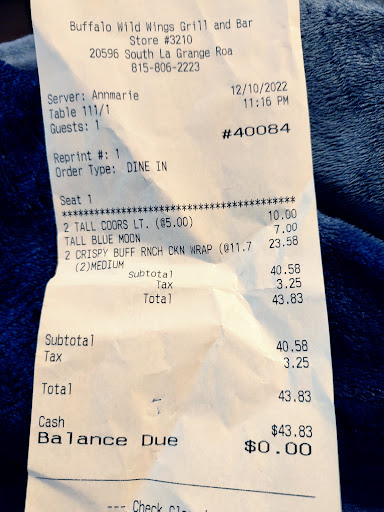 Buffalo Wild Wings Grill and Bar
Store #3210
20596 South La Grange Roa
815-806-2223
Server: Annmarie 12/10/2022
Table 111/1 11:16 PM
Guests: 1 #40084
Reprint #: 1
Order Type: DINE IN
Seat 1
****************************************
2 TALL COORS LT. (@5.00) 10.00
TALL BLUE MOON 7.00
2 CRISPY BUFF RNCH CKN WRAP (@11.7 23.58
(2)MEDIUM
Subtotal 40.58
Tax 3.25
Total 43.83
Subtotal 40.58
Tax 3.25
Total 43.83
Cash $43.83
Balance Due $0.00
--- Check